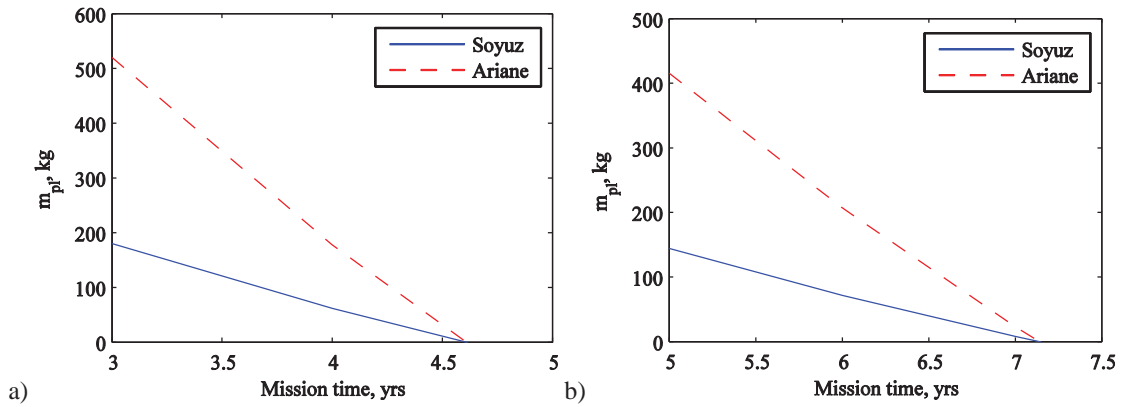 600
500
400
300
200
100
0
m_pl, kg
Soyuz
Ariane
3 3.5 4 4.5 5
Mission time, yrs
a)
500
400
300
200
100
0
m_pl, kg
Soyuz
Ariane
5 5.5 6 6.5 7 7.5
Mission time, yrs
b)